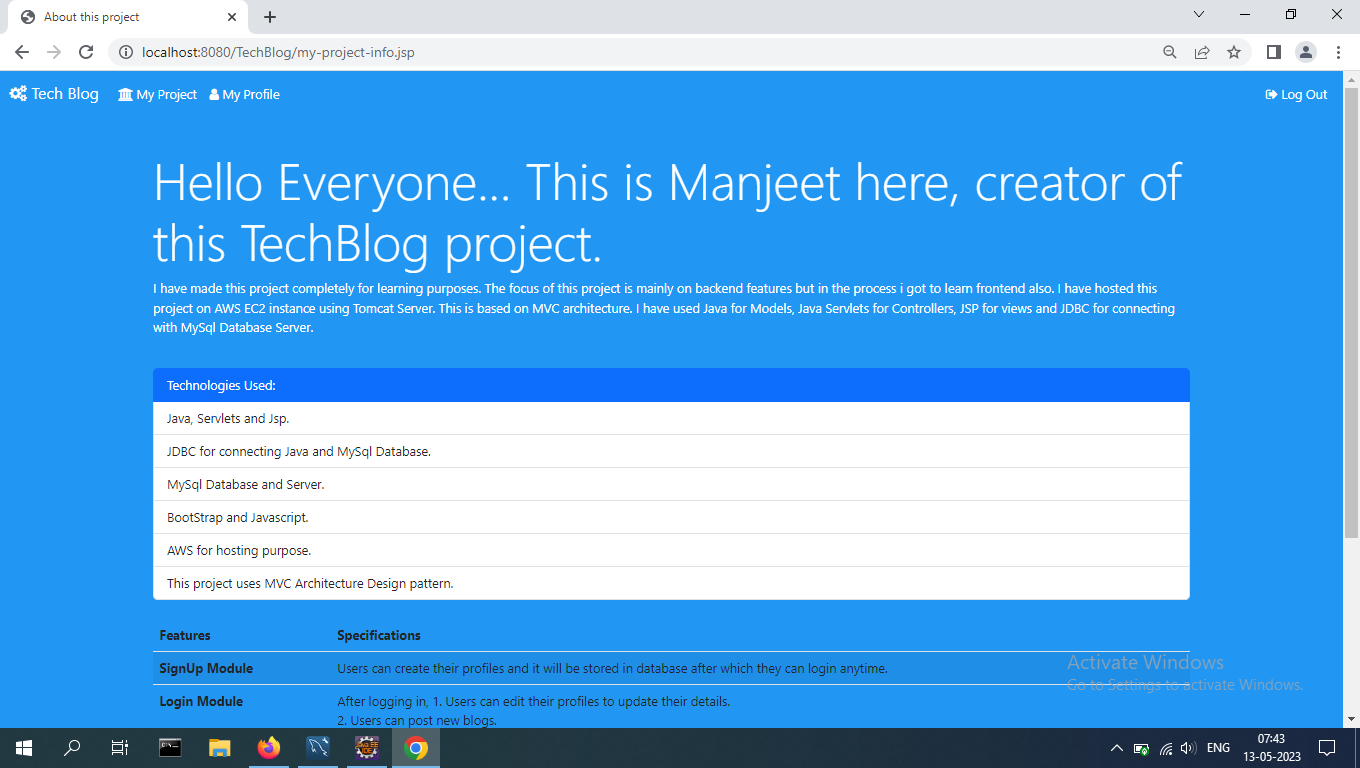 About this project
localhost:8080/TechBlog/my-project-info.jsp
Tech Blog My Project My Profile Log Out
Hello Everyone... This is Manjeet here, creator of
this TechBlog project.
I have made this project completely for learning purposes. The focus of this project is mainly on backend features but in the process i got to learn frontend also. I have hosted this
project on AWS EC2 instance using Tomcat Server. This is based on MVC architecture. I have used Java for Models, Java Servlets for Controllers, JSP for views and JDBC for connecting
with MySql Database Server.
Technologies Used:
Java, Servlets and Jsp.
JDBC for connecting Java and MySql Database.
MySql Database and Server.
BootStrap and Javascript.
AWS for hosting purpose.
This project uses MVC Architecture Design pattern.
Features Specifications
SignUp Module Users can create their profiles and it will be stored in database after which they can login anytime.
Activate Windows
Go to Settings to activate Windows.
Login Module After logging in, 1. Users can edit their profiles to update their details.
2. Users can post new blogs.
ENG
07:43
13-05-2023